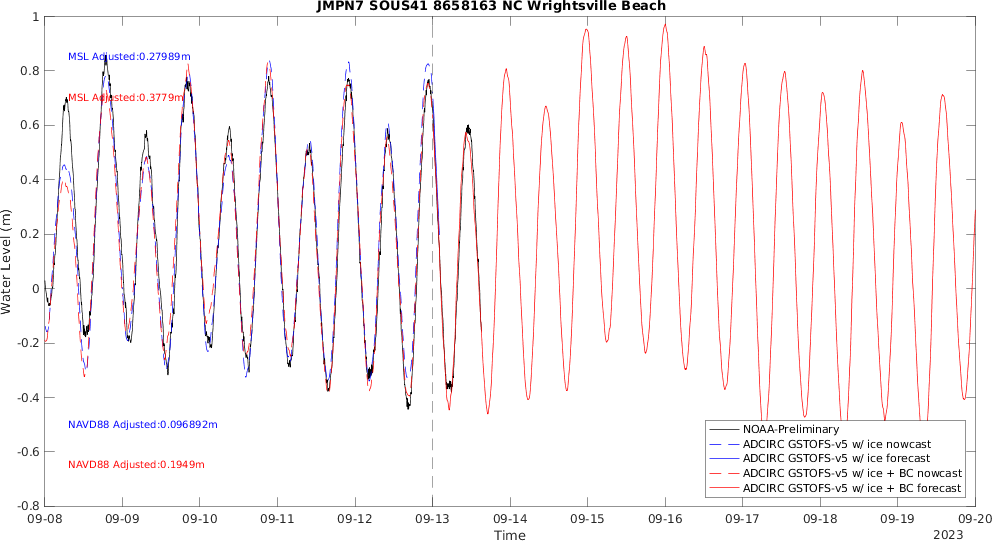 JMPN7 SOUS41 8658163 NC Wrightsville Beach
1
0.8
0.6
0.4
0.2
0
-0.2
-0.4
-0.6
-0.8
Water Level (m)
MSL Adjusted:0.27989m
MSL Adjusted:0.3779m
NAVD88 Adjusted:0.096892m
NAVD88 Adjusted:0.1949m
NOAA-Preliminary
ADCIRC GSTOFS-v5 w/ ice nowcast
ADCIRC GSTOFS-v5 w/ ice forecast
ADCIRC GSTOFS-v5 w/ ice + BC nowcast
ADCIRC GSTOFS-v5 w/ ice + BC forecast
09-08 09-09 09-10 09-11 09-12 09-13 09-14 09-15 09-16 09-17 09-18 09-19 09-20
Time
2023